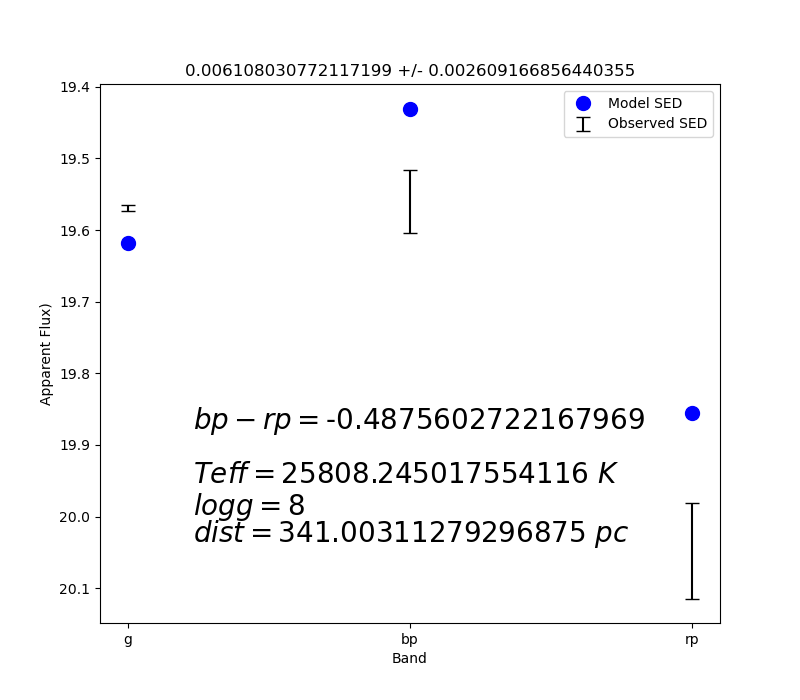 0.006108030772117199 +/- 0.002609166856440355
Model SED
Observed SED
19.4
19.5
19.6
19.7
19.8
19.9
20.0
20.1
Apparent Flux)
bp − rp = -0.4875602722167969
Teff = 25808.245017554116 K
logg = 8
dist = 341.00311279296875 pc
g bp rp
Band